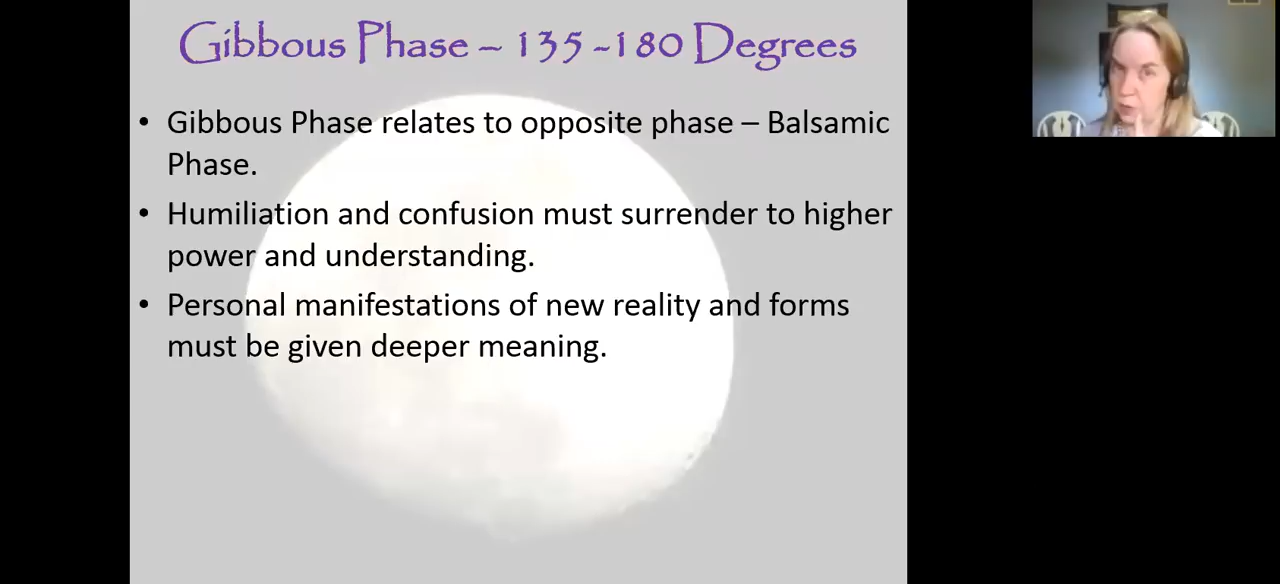 Gibbous Phase – 135 -180 Degrees
• Gibbous Phase relates to opposite phase – Balsamic
Phase.
• Humiliation and confusion must surrender to higher
power and understanding.
• Personal manifestations of new reality and forms
must be given deeper meaning.